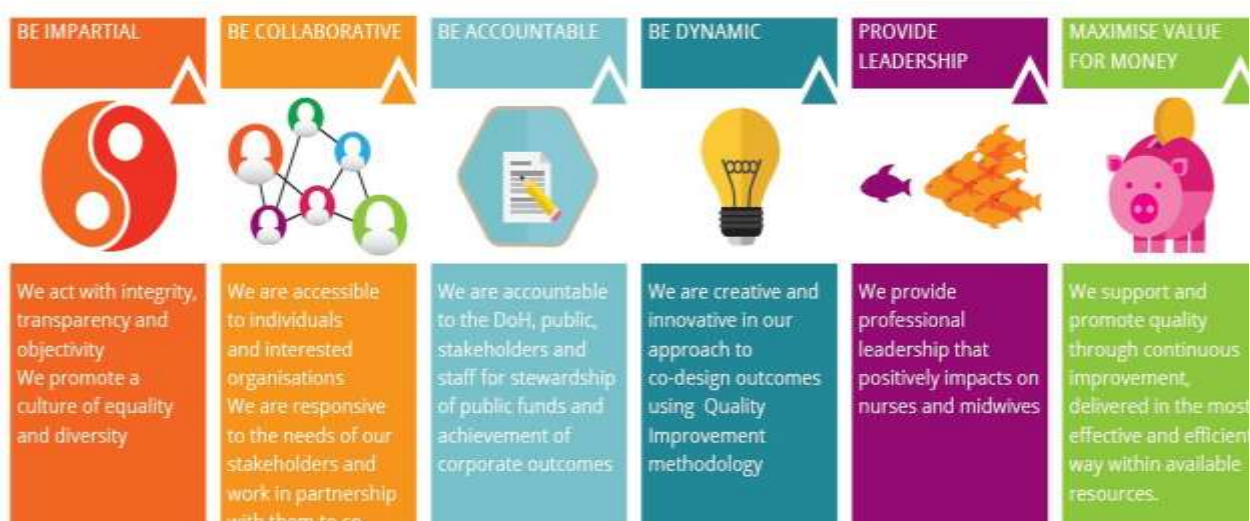 BE IMPARTIAL
We act with integrity,
transparency and
objectivity
We promote a
culture of equality
and diversity
BE COLLABORATIVE
We are accessible
to individuals
and interested
organisations
We are responsive
to the needs of our
stakeholders and
work in partnership
with them to co-
BE ACCOUNTABLE
We are accountable
to the DoH, public,
stakeholders and
staff for stewardship
of public funds and
achievement of
corporate outcomes
BE DYNAMIC
We are creative and
innovative in our
approach to
co-design outcomes
using Quality
Improvement
methodology
PROVIDE
LEADERSHIP
We provide
professional
leadership that
positively impacts on
nurses and midwives
MAXIMISE VALUE
FOR MONEY
We support and
promote quality
through continuous
improvement,
delivered in the most
effective and efficient
way within available
resources.